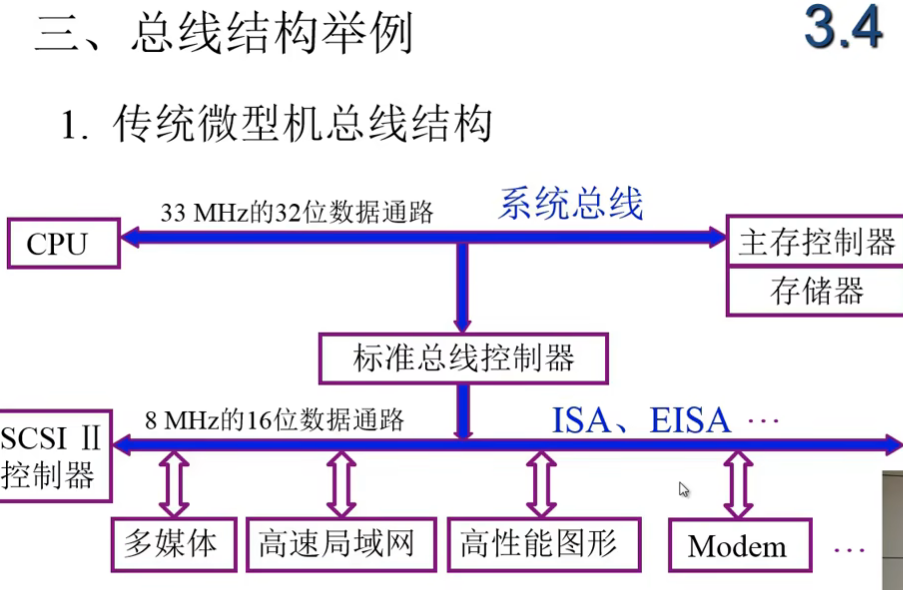 三、总线结构举例
3.4
1. 传统微型机总线结构
33 MHz的32位数据通路
系统总线
CPU
主存控制器
存储器
标准总线控制器
8 MHz的16位数据通路
ISA、EISA …
SCSI Ⅱ
控制器
多媒体
高速局域网
高性能图形
Modem
…